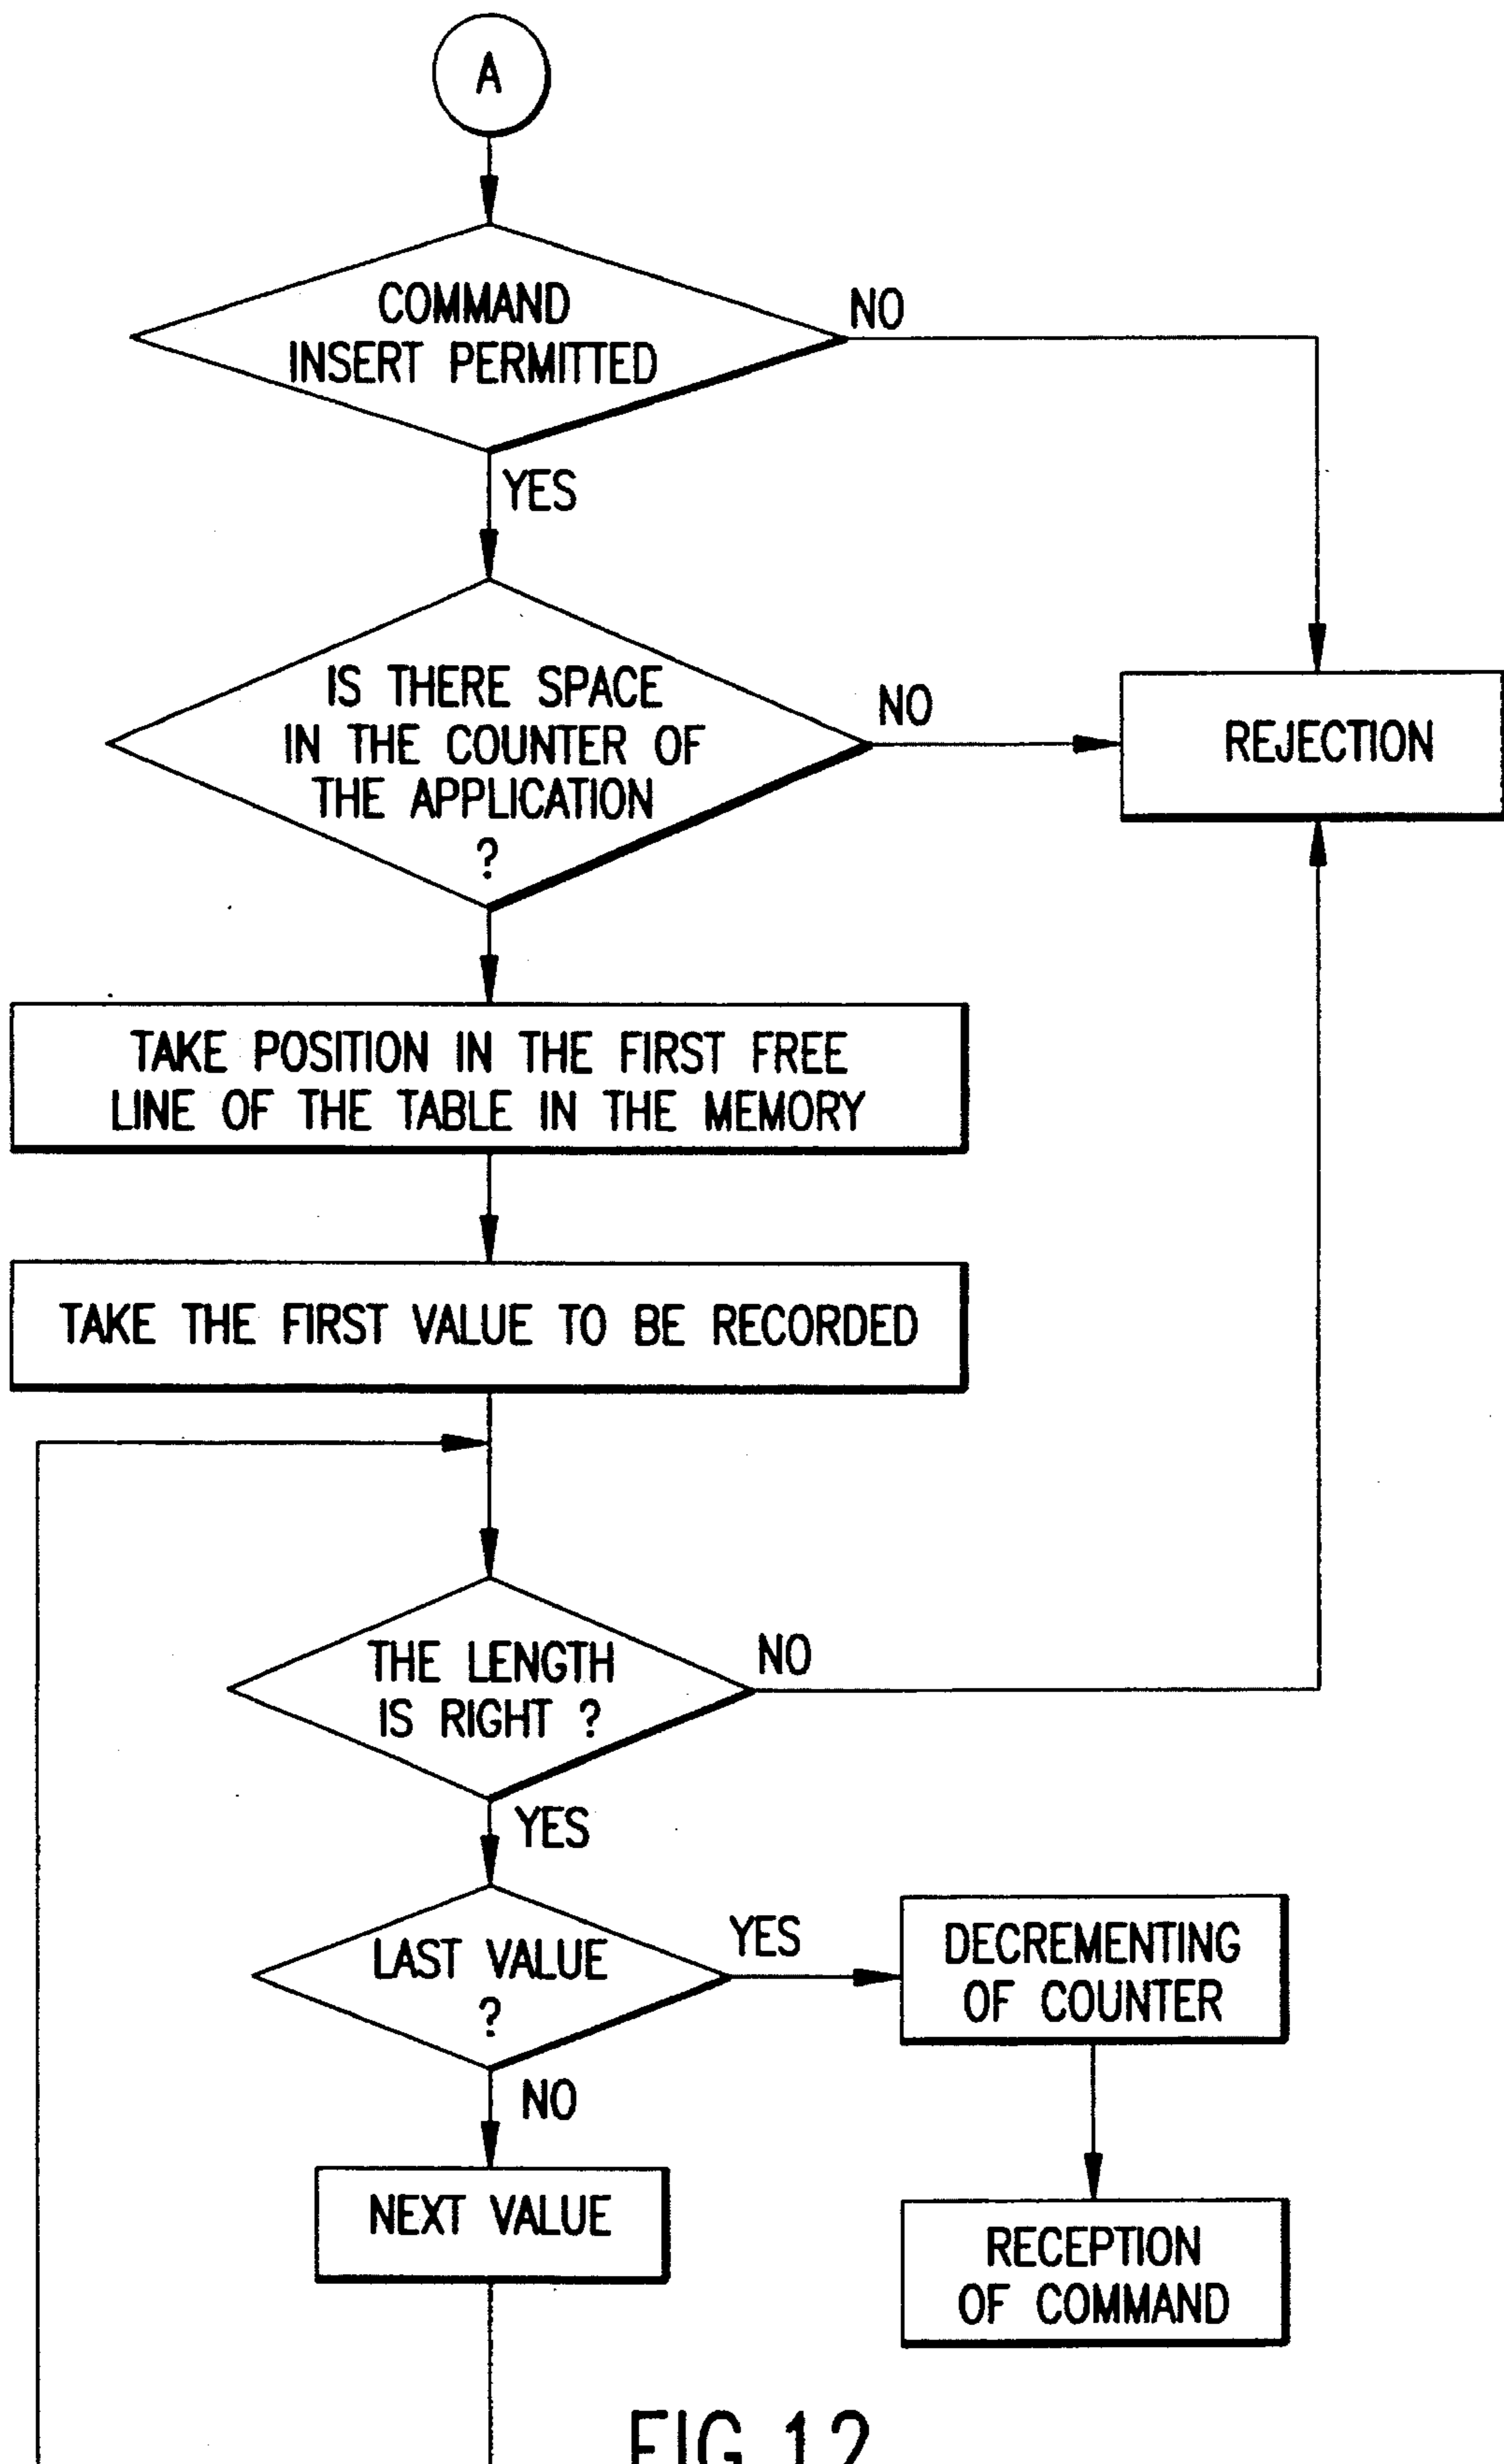 A
COMMAND
INSERT PERMITTED
NO
YES
IS THERE SPACE
IN THE COUNTER OF
THE APPLICATION
?
NO
REJECTION
TAKE POSITION IN THE FIRST FREE
LINE OF THE TABLE IN THE MEMORY
TAKE THE FIRST VALUE TO BE RECORDED
THE LENGTH
IS RIGHT ?
NO
YES
LAST VALUE
?
YES
DECREMENTING
OF COUNTER
NO
NEXT VALUE
RECEPTION
OF COMMAND
FIG.12